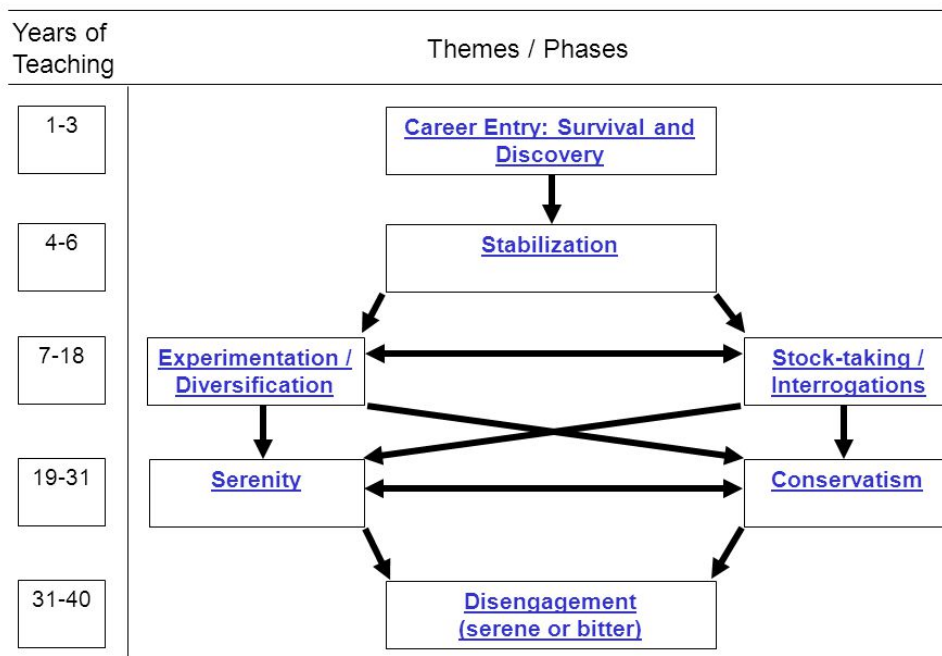 Years of
Teaching
Themes / Phases
1-3
Career Entry: Survival and
Discovery
4-6
Stabilization
7-18
Experimentation /
Diversification
Stock-taking /
Interrogations
19-31
Serenity
Conservatism
31-40
Disengagement
(serene or bitter)